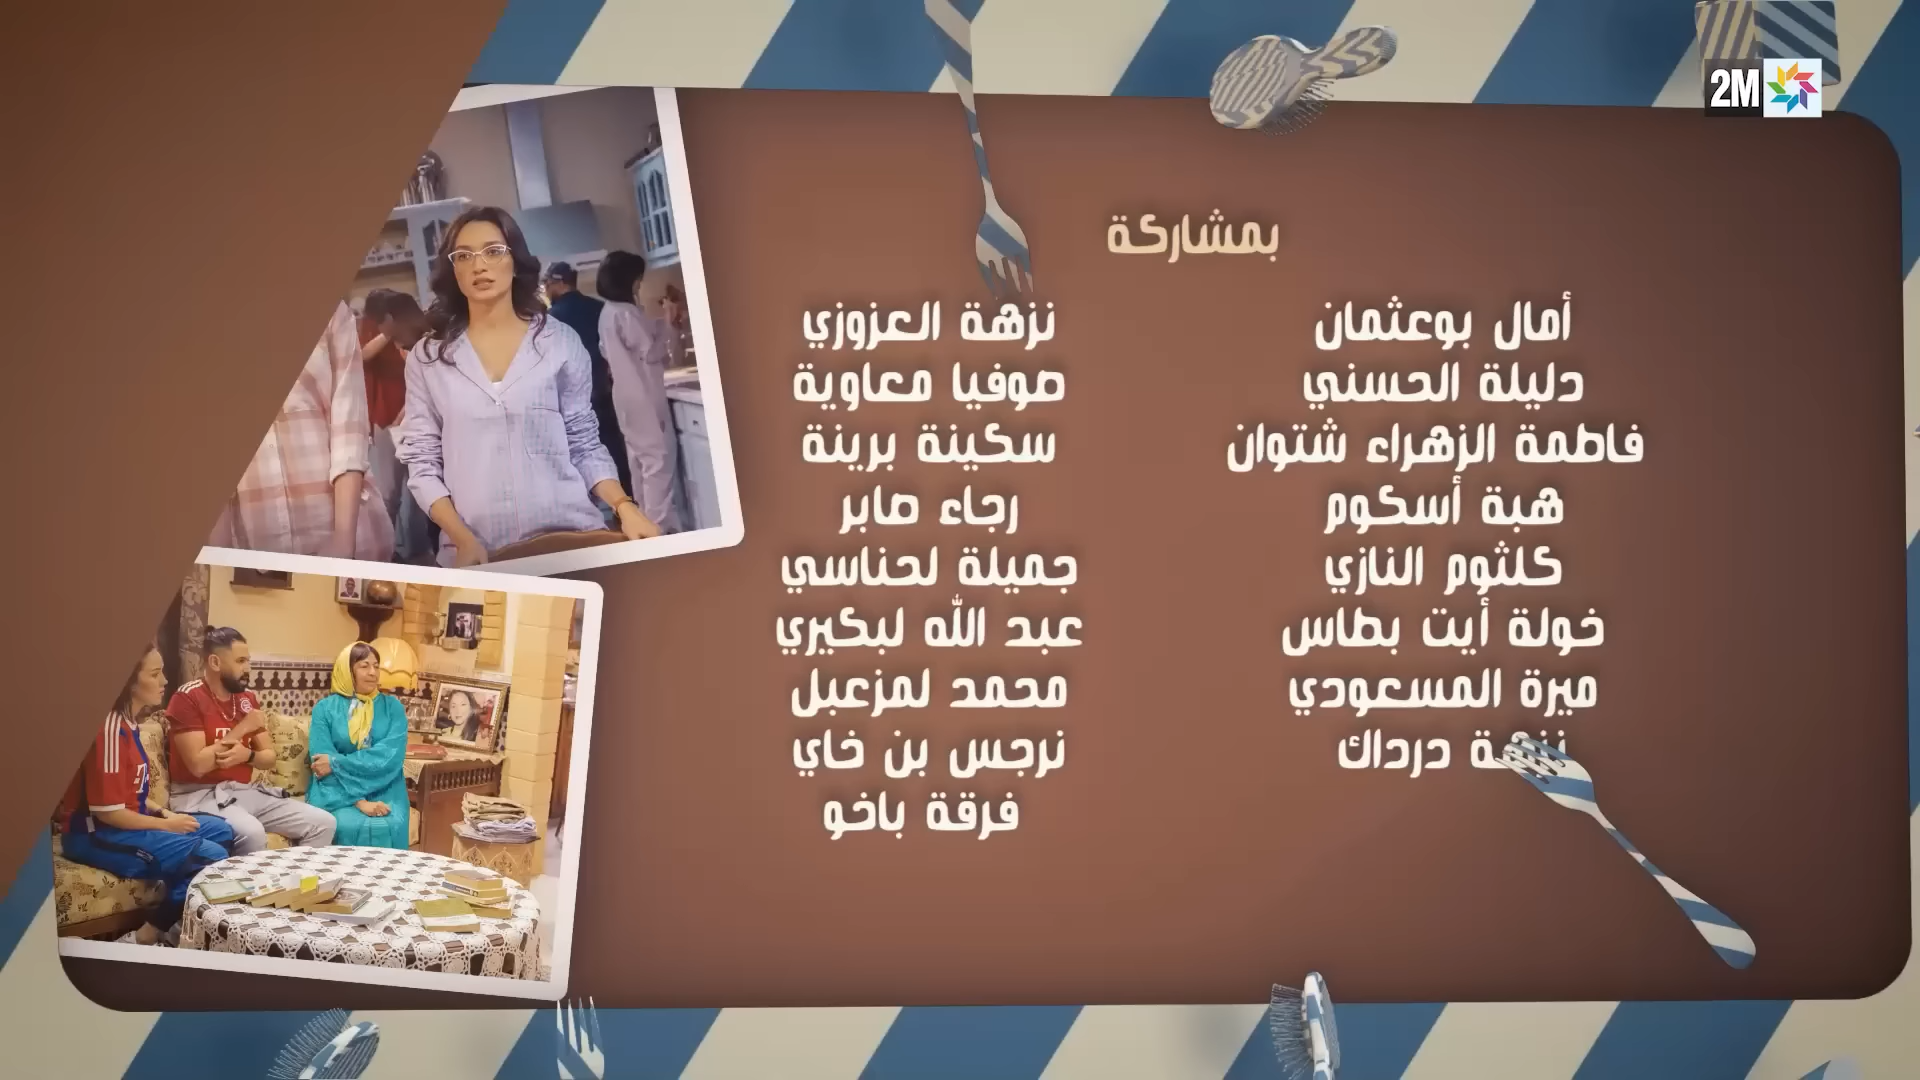 2M
بمشاركة
أمال بوعثمان
دليلة الحسني
فاطمة الزهراء شتوان
هبة أسكوم
كلثوم النازي
خولة أيت بطاس
ميرة المسعودي
درداك
نزهة العزوزي
صوفيا معاوية
سكينة برينة
رجاء صابر
جميلة لحناسي
عبد الله لبكيري
محمد لمزعبل
نرجس بن خاي
فرقة باخو